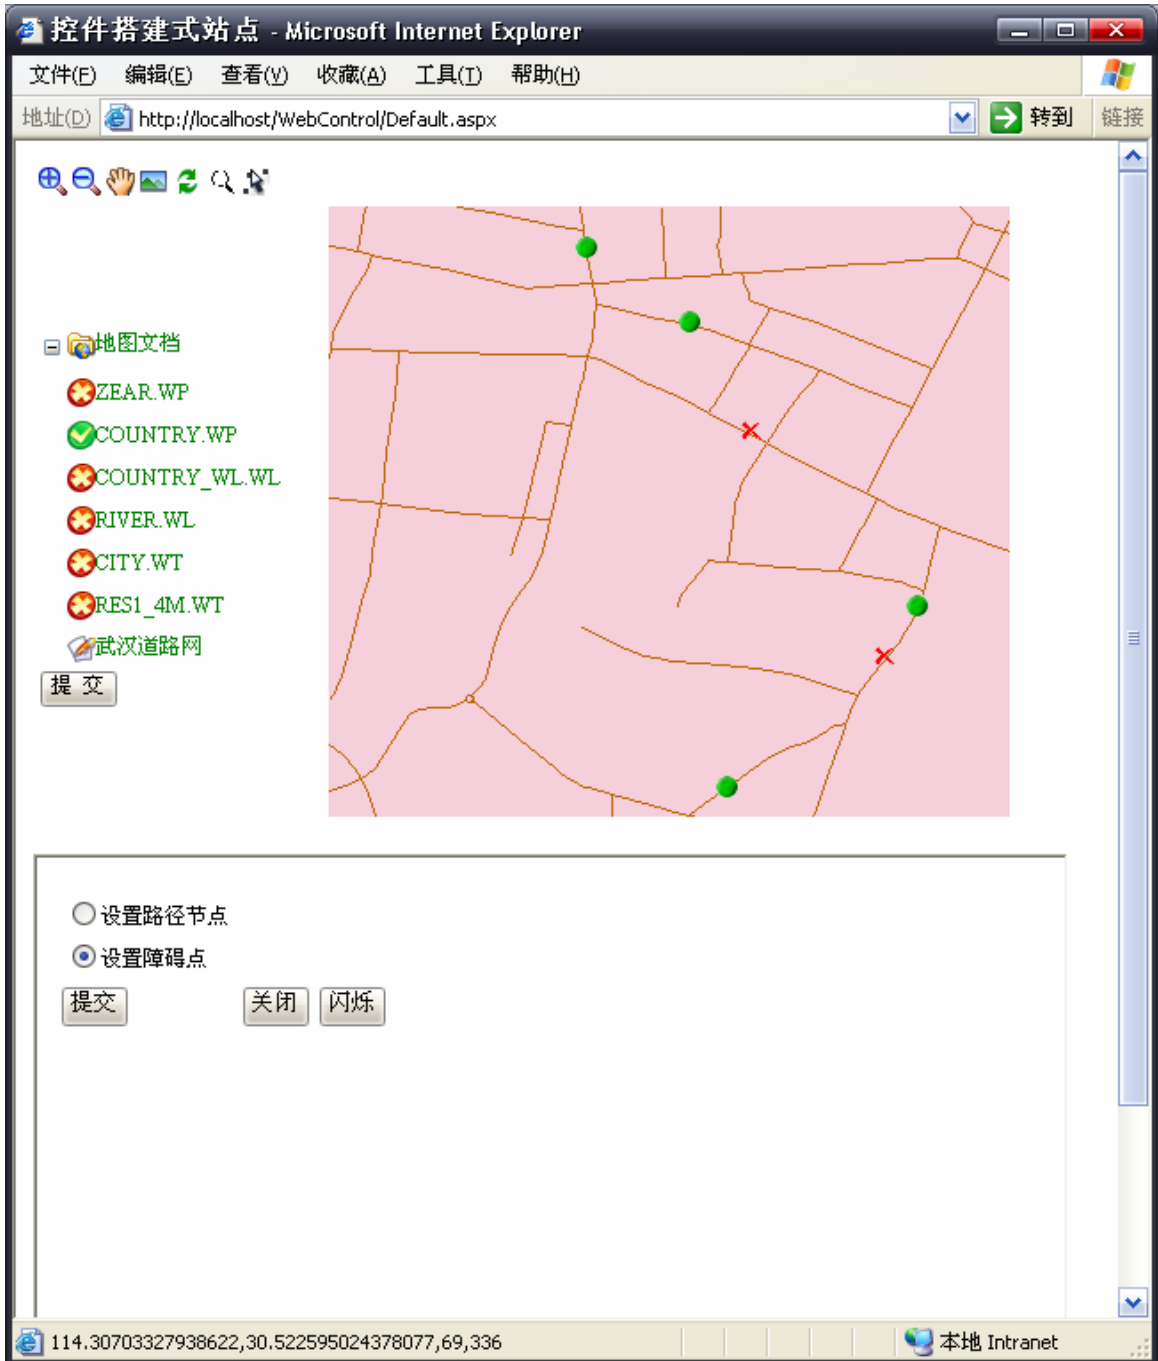 控件搭建式站点 - Microsoft Internet Explorer
文件(F) 编辑(E) 查看(V) 收藏(A) 工具(T) 帮助(H)
地址(D) http://localhost/WebControl/Default.aspx 转到 链接
地图文档
ZEAR.WP
COUNTRY.WP
COUNTRY_WL.WL
RIVER.WL
CITY.WT
RES1_4M.WT
武汉道路网
提 交
设置路径节点
设置障碍点
提交 关闭 闪烁
114.30703327938622,30.522595024378077,69,336 本地 Intranet